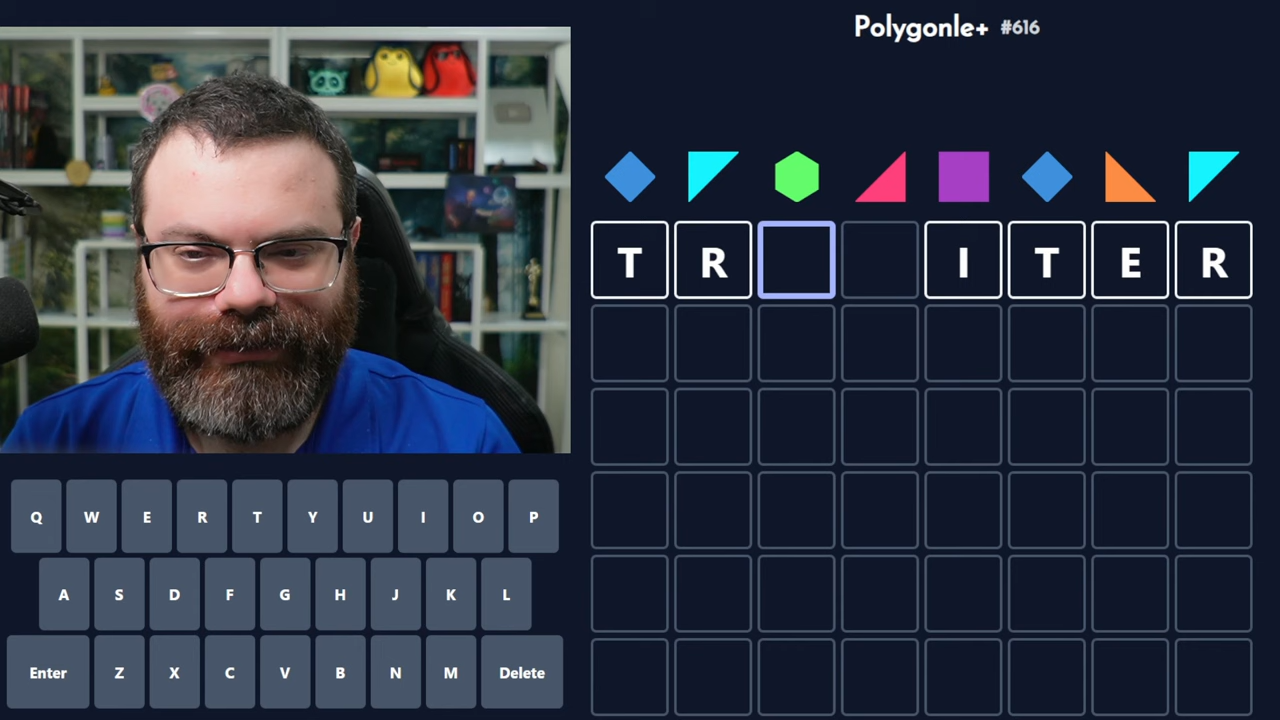 Polygonle+ #616
T R I T E R
Q W E R T Y U I O P
A S D F G H J K L
Enter Z X C V B N M Delete